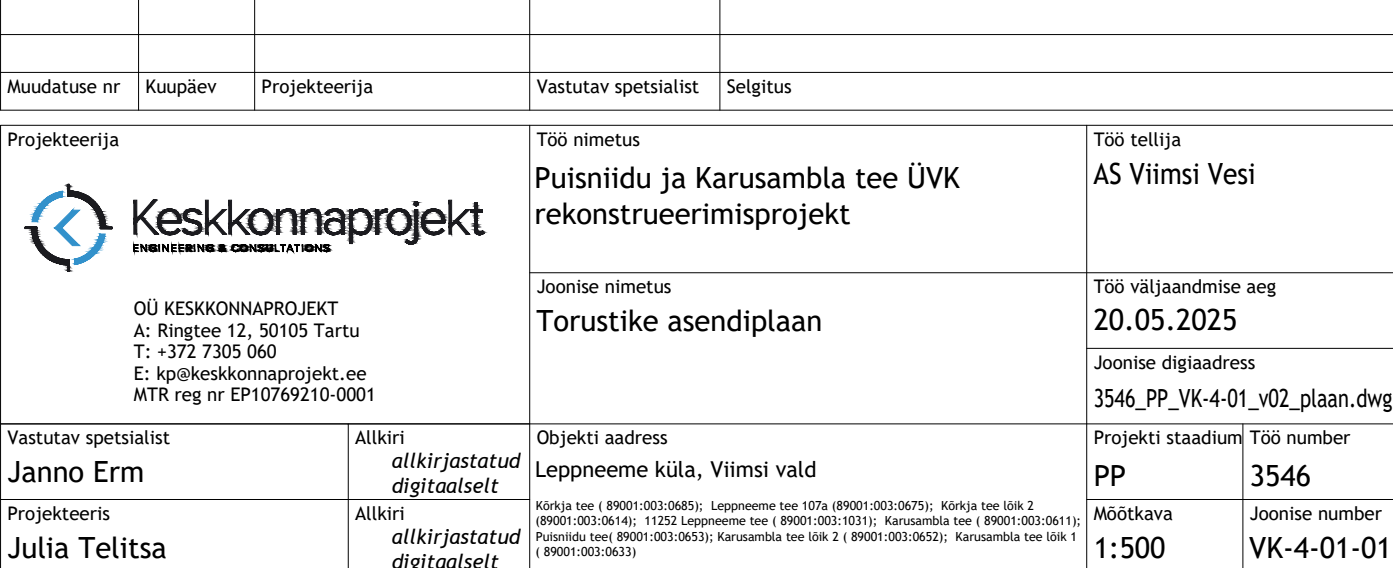 Muudatuse nr Kuupäev Projekteerija Vastutav spetsialist Selgitus
Projekteerija
Keskkonnaprojekt
ENGINEERING & CONSULTATIONS
OÜ KESKKONNAPROJEKT
A: Ringtee 12, 50105 Tartu
T: +372 7305 060
E: kp@keskkonnaprojekt.ee
MTR reg nr EP10769210-0001
Töö nimetus
Puisniidu ja Karusambla tee ÜVK
rekonstrueerimisprojekt
Töö tellija
AS Viimsi Vesi
Joonise nimetus
Torustike asendiplaan
Töö väljaandmise aeg
20.05.2025
Joonise digiaadress
3546_PP_VK-4-01_v02_plaan.dwg
Vastutav spetsialist
Janno Erm
Allkiri
allkirjastatud
digitaalselt
Objekti aadress
Leppneeme küla, Viimsi vald
Kõrkja tee ( 89001:003:0685); Leppneeme tee 107a (89001:003:0675); Kõrkja tee lõik 2
(89001:003:0614); 11252 Leppneeme tee ( 89001:003:1031); Karusambla tee ( 89001:003:0611);
Puisniidu tee( 89001:003:0653); Karusambla tee lõik 2 ( 89001:003:0652); Karusambla tee lõik 1
( 89001:003:0633)
Projekti staadium
PP
Töö number
3546
Projekteeris
Julia Telitsa
Allkiri
allkirjastatud
digitaalselt
Mõõtkava
1:500
Joonise number
VK-4-01-01